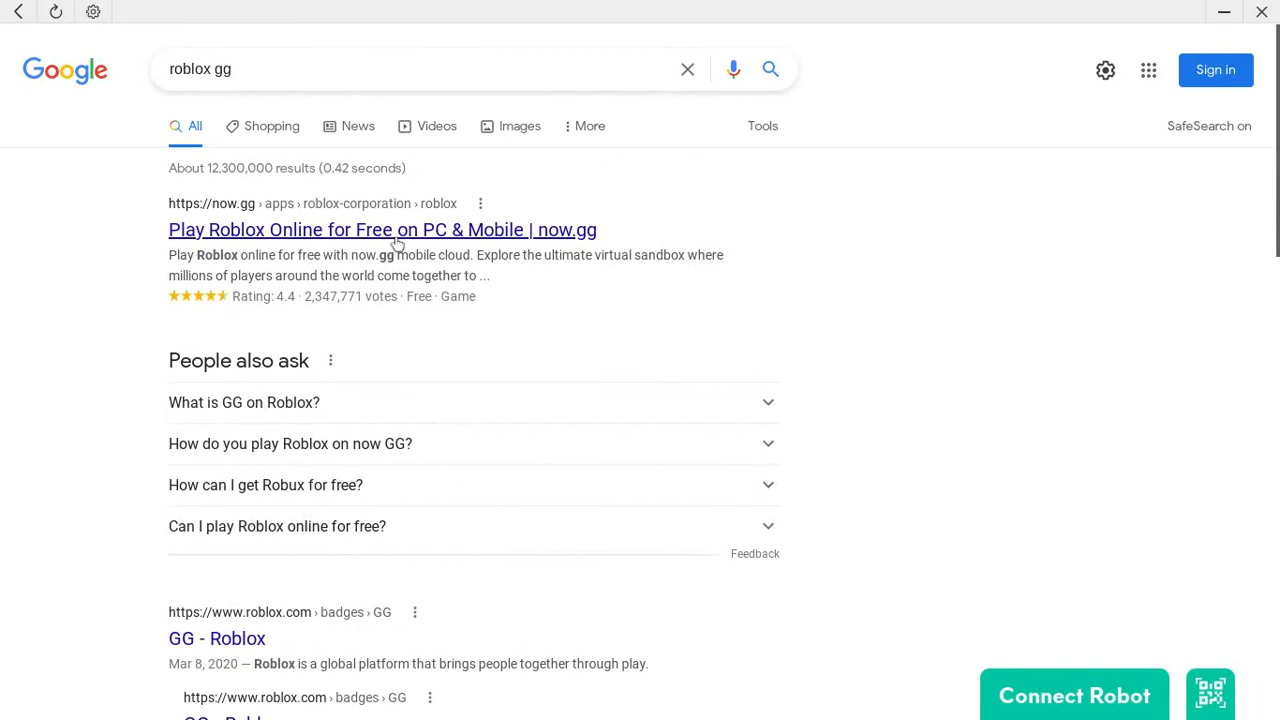 Google
roblox gg
Sign in
All
Shopping
News
Videos
Images
More
Tools
SafeSearch on
About 12,300,000 results (0.42 seconds)
https://now.gg › apps › roblox-corporation › roblox
Play Roblox Online for Free on PC & Mobile | now.gg
Play Roblox online for free with now.gg mobile cloud. Explore the ultimate virtual sandbox where
millions of players around the world come together to ...
Rating: 4.4 · 2,347,771 votes · Free · Game
People also ask
What is GG on Roblox?
How do you play Roblox on now GG?
How can I get Robux for free?
Can I play Roblox online for free?
Feedback
https://www.roblox.com › badges › GG
GG - Roblox
Mar 8, 2020 — Roblox is a global platform that brings people together through play.
https://www.roblox.com › badges › GG
Connect Robot